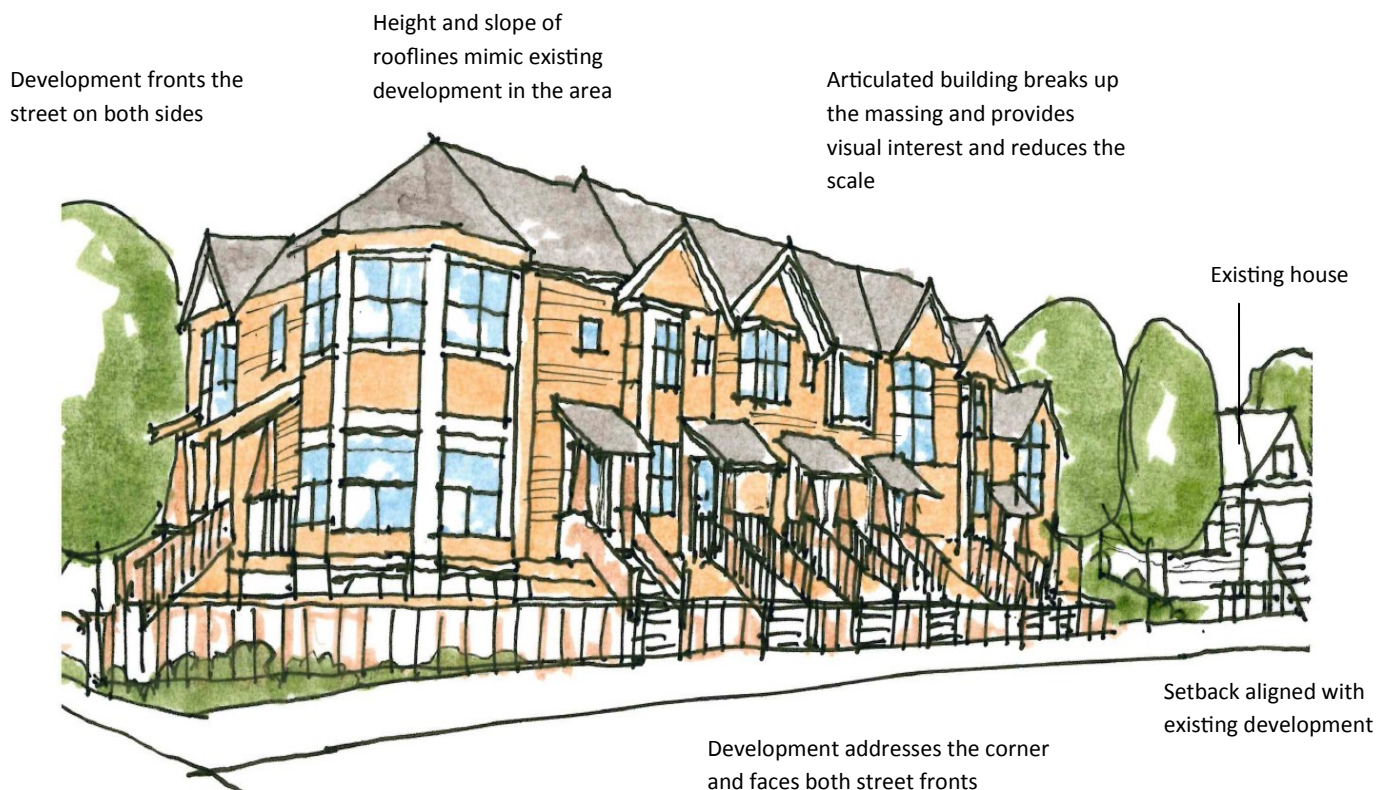 Height and slope of
rooflines mimic existing
development in the area
Development fronts the
street on both sides
Articulated building breaks up
the massing and provides
visual interest and reduces the
scale
Existing house
Setback aligned with
existing development
Development addresses the corner
and faces both street fronts